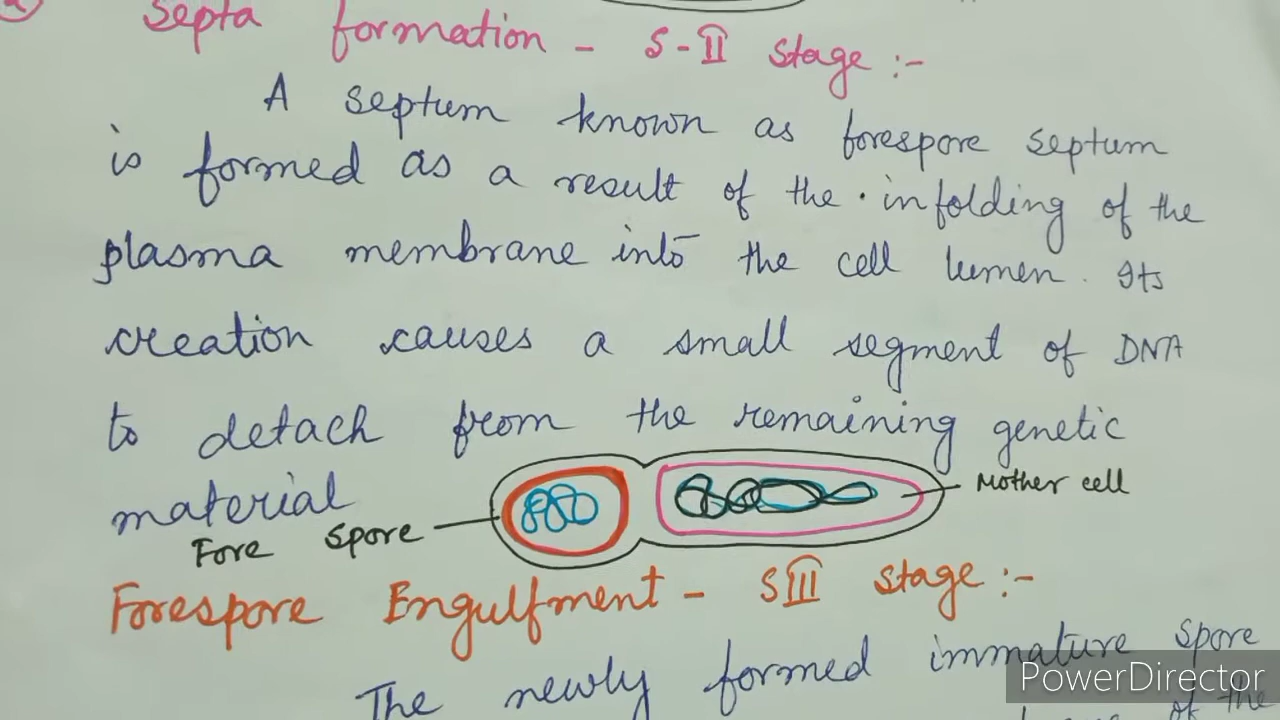 Septa formation - S-II stage :-
A septum known as forespore septum
is formed as a result of the . infolding of the
plasma membrane into the cell lumen. Its
creation causes a small segment of DNA
to detach from the remaining genetic
material
Fore spore
Mother cell
Forespore Engulfment - SIII stage :-
The newly formed immature spore
of the
PowerDirector